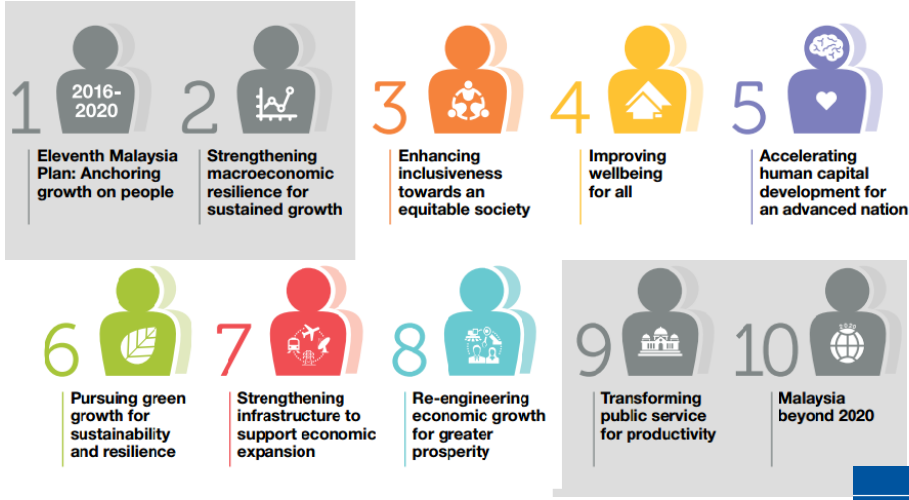 1
2016-
2020
Eleventh Malaysia
Plan: Anchoring
growth on people
2
Strengthening
macroeconomic
resilience for
sustained growth
3
Enhancing
inclusiveness
towards an
equitable society
4
Improving
wellbeing
for all
5
Accelerating
human capital
development for
an advanced nation
6
Pursuing green
growth for
sustainability
and resilience
7
Strengthening
infrastructure to
support economic
expansion
8
Re-engineering
economic growth
for greater
prosperity
9
Transforming
public service
for productivity
10
2020
Malaysia
beyond 2020